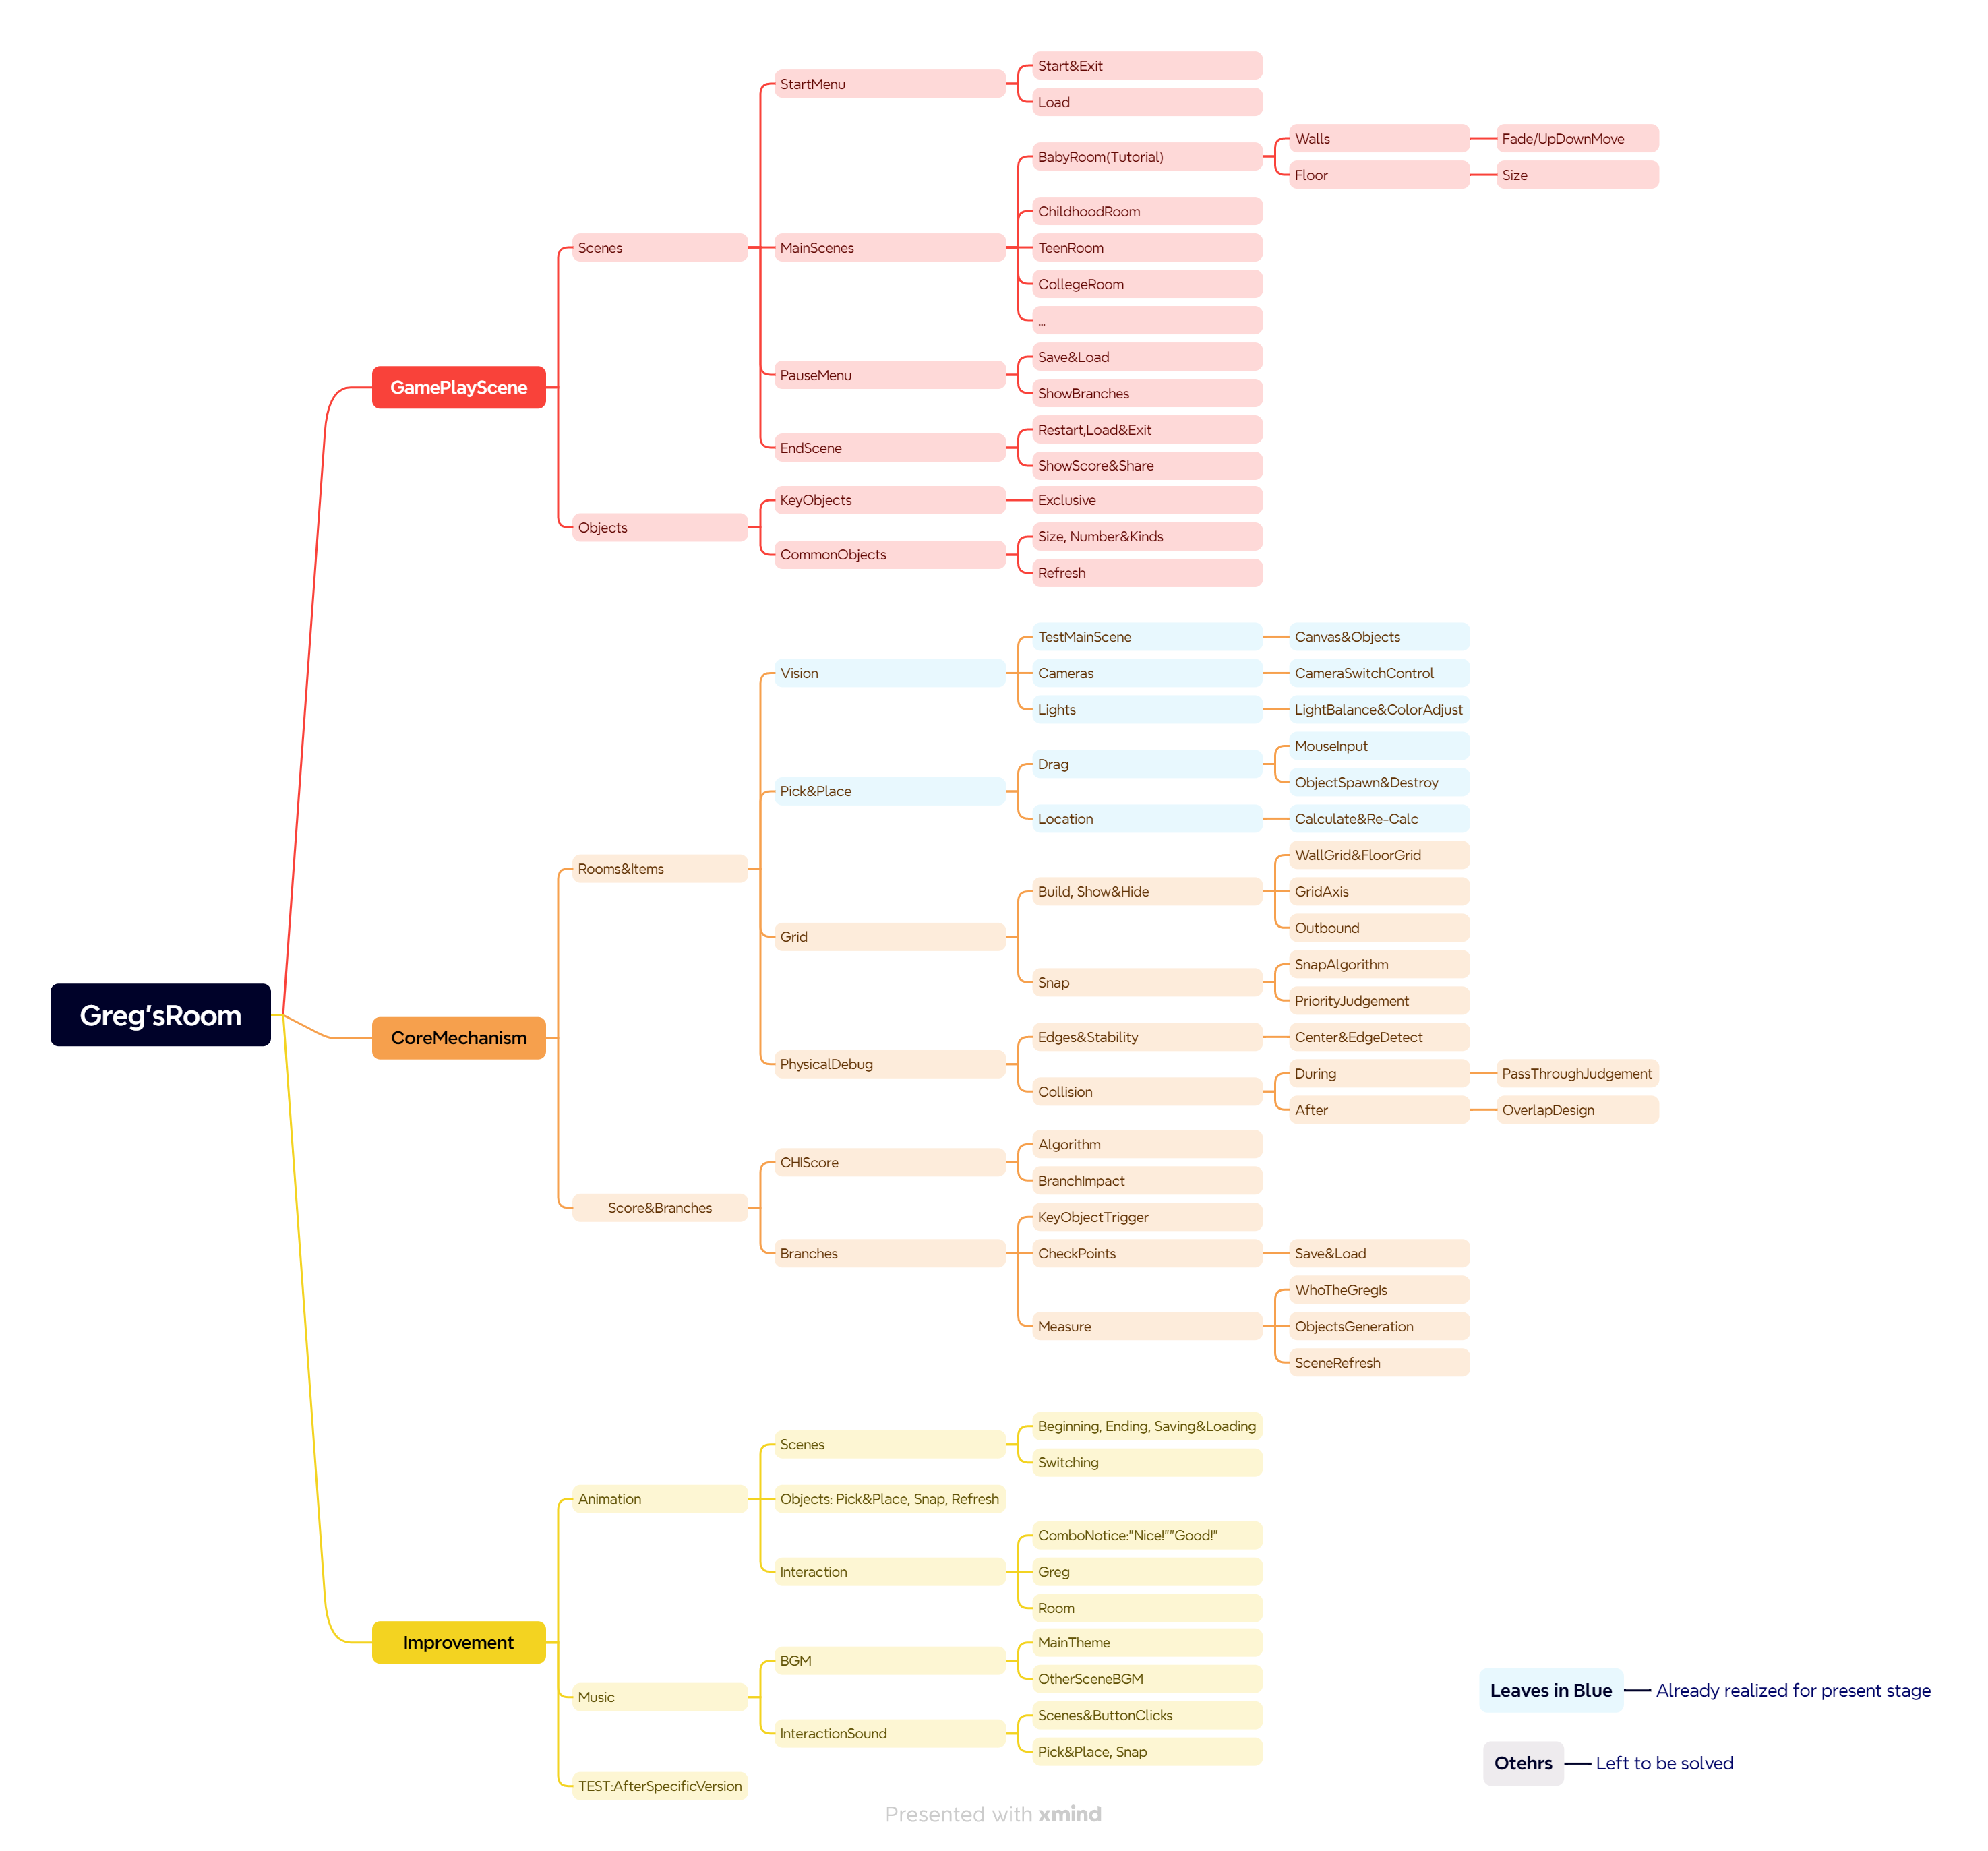 Greg'sRoom
GamePlayScene
Scenes
StartMenu
Start&Exit
Load
MainScenes
BabyRoom(Tutorial)
Walls
Fade/UpDownMove
Floor
Size
ChildhoodRoom
TeenRoom
CollegeRoom
...
PauseMenu
Save&Load
ShowBranches
EndScene
Restart,Load&Exit
ShowScore&Share
Objects
KeyObjects
Exclusive
CommonObjects
Size, Number&Kinds
Refresh
CoreMechanism
Rooms&Items
Vision
TestMainScene
Canvas&Objects
Cameras
CameraSwitchControl
Lights
LightBalance&ColorAdjust
Pick&Place
Drag
MouseInput
ObjectSpawn&Destroy
Location
Calculate&Re-Calc
Grid
Build, Show&Hide
WallGrid&FloorGrid
GridAxis
Outbound
Snap
SnapAlgorithm
PriorityJudgement
PhysicalDebug
Edges&Stability
Center&EdgeDetect
Collision
During
PassThroughJudgement
After
OverlapDesign
Score&Branches
CHIScore
Algorithm
BranchImpact
Branches
KeyObjectTrigger
CheckPoints
Save&Load
Measure
WhoTheGregIs
ObjectsGeneration
SceneRefresh
Improvement
Animation
Scenes
Beginning, Ending, Saving&Loading
Switching
Objects: Pick&Place, Snap, Refresh
Interaction
ComboNotice:"Nice!""Good!"
Greg
Room
Music
BGM
MainTheme
OtherSceneBGM
InteractionSound
Scenes&ButtonClicks
Pick&Place, Snap
TEST:AfterSpecificVersion
Leaves in Blue
Already realized for present stage
Otehrs
Left to be solved
Presented with xmind